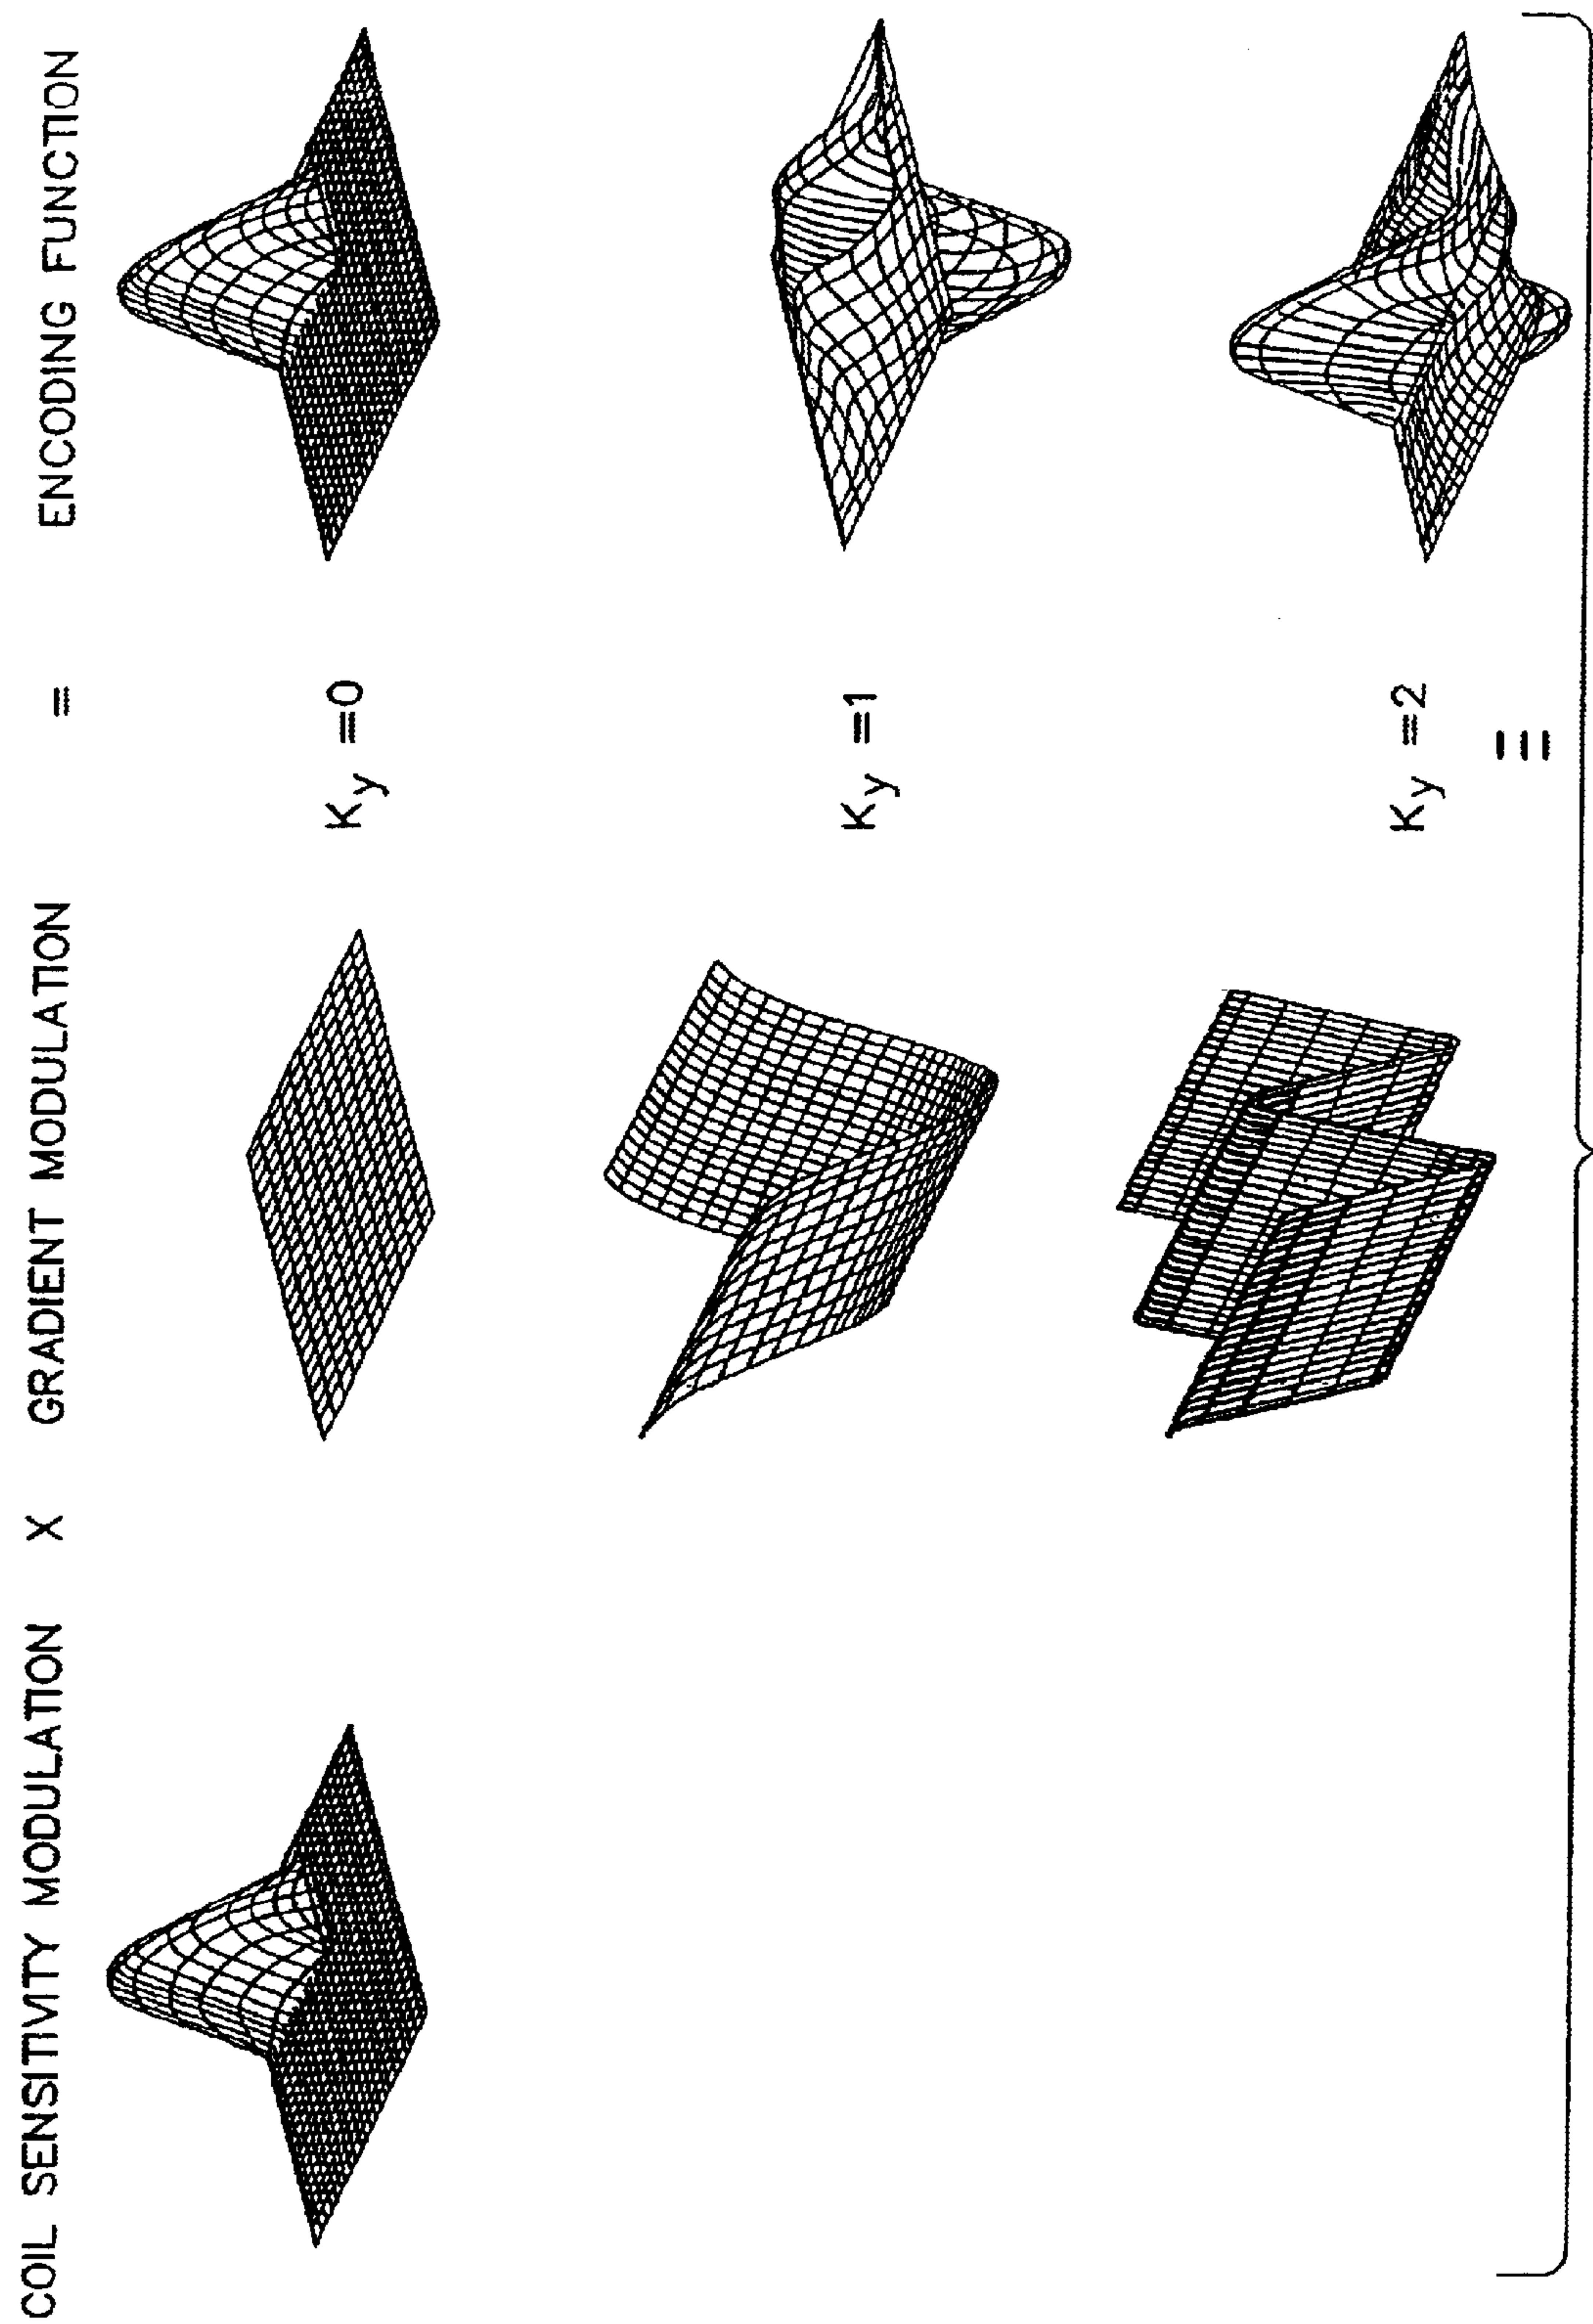 COIL SENSITIVITY MODULATION X GRADIENT MODULATION = ENCODING FUNCTION
Ky =0
Ky =1
Ky =2